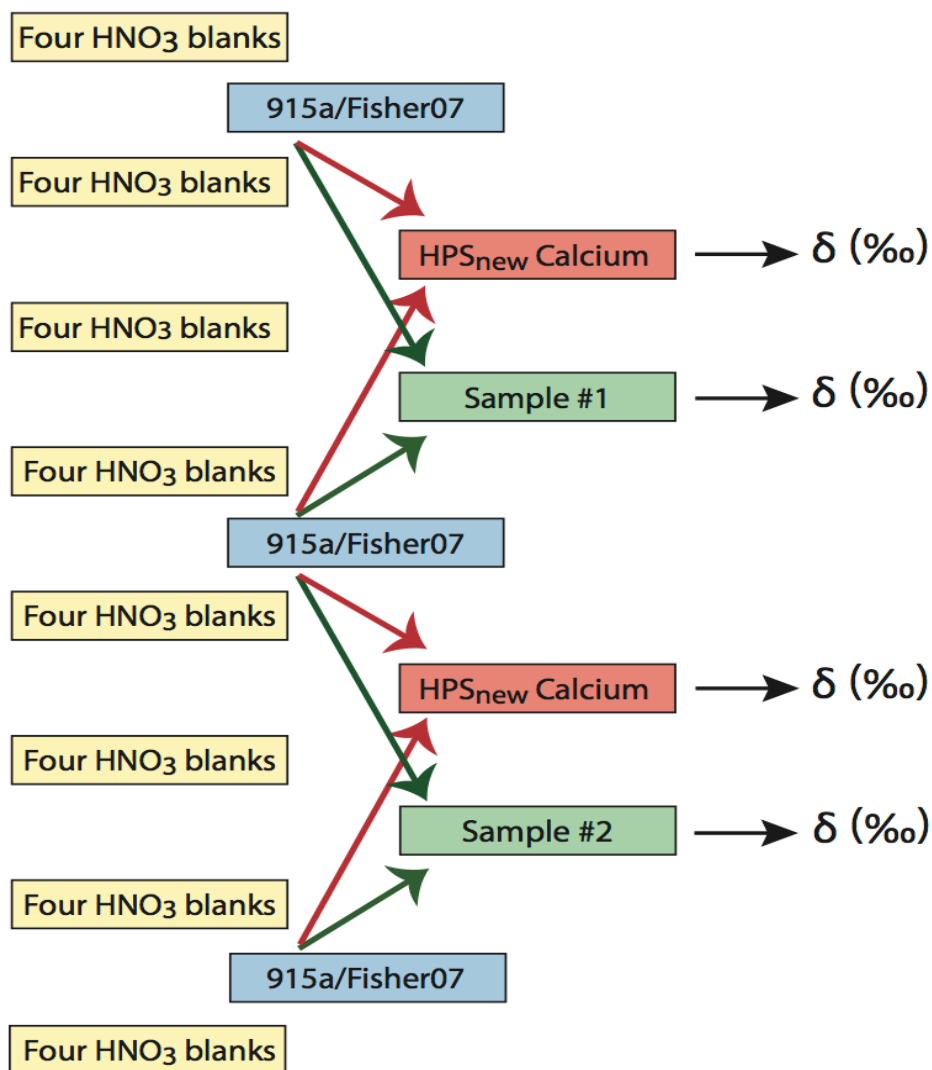 Four HNO3 blanks
915a/Fisher07
Four HNO3 blanks
HPSnew Calcium
δ (‰)
Four HNO3 blanks
Sample #1
δ (‰)
Four HNO3 blanks
915a/Fisher07
Four HNO3 blanks
HPSnew Calcium
δ (‰)
Four HNO3 blanks
Sample #2
δ (‰)
Four HNO3 blanks
915a/Fisher07
Four HNO3 blanks